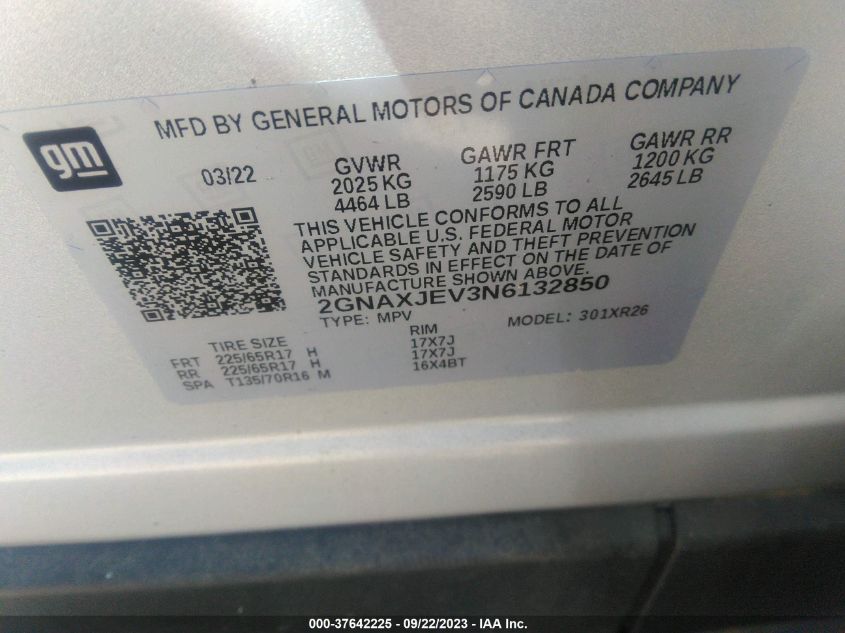 MFD BY GENERAL MOTORS OF CANADA COMPANY
gm
03/22
GVWR
2025 KG
4464 LB
GAWR FRT
1175 KG
2590 LB
GAWR RR
1200 KG
2645 LB
THIS VEHICLE CONFORMS TO ALL
APPLICABLE U.S. FEDERAL MOTOR
VEHICLE SAFETY AND THEFT PREVENTION
STANDARDS IN EFFECT ON THE DATE OF
MANUFACTURE SHOWN ABOVE.
2GNAXJEV3N6132850
TYPE: MPV
MODEL: 301XR26
TIRE SIZE RIM
FRT 225/65R17 H 17X7J
RR 225/65R17 H 17X7J
SPA T135/70R16 M 16X4BT
000-37642225 - 09/22/2023 - IAA Inc.